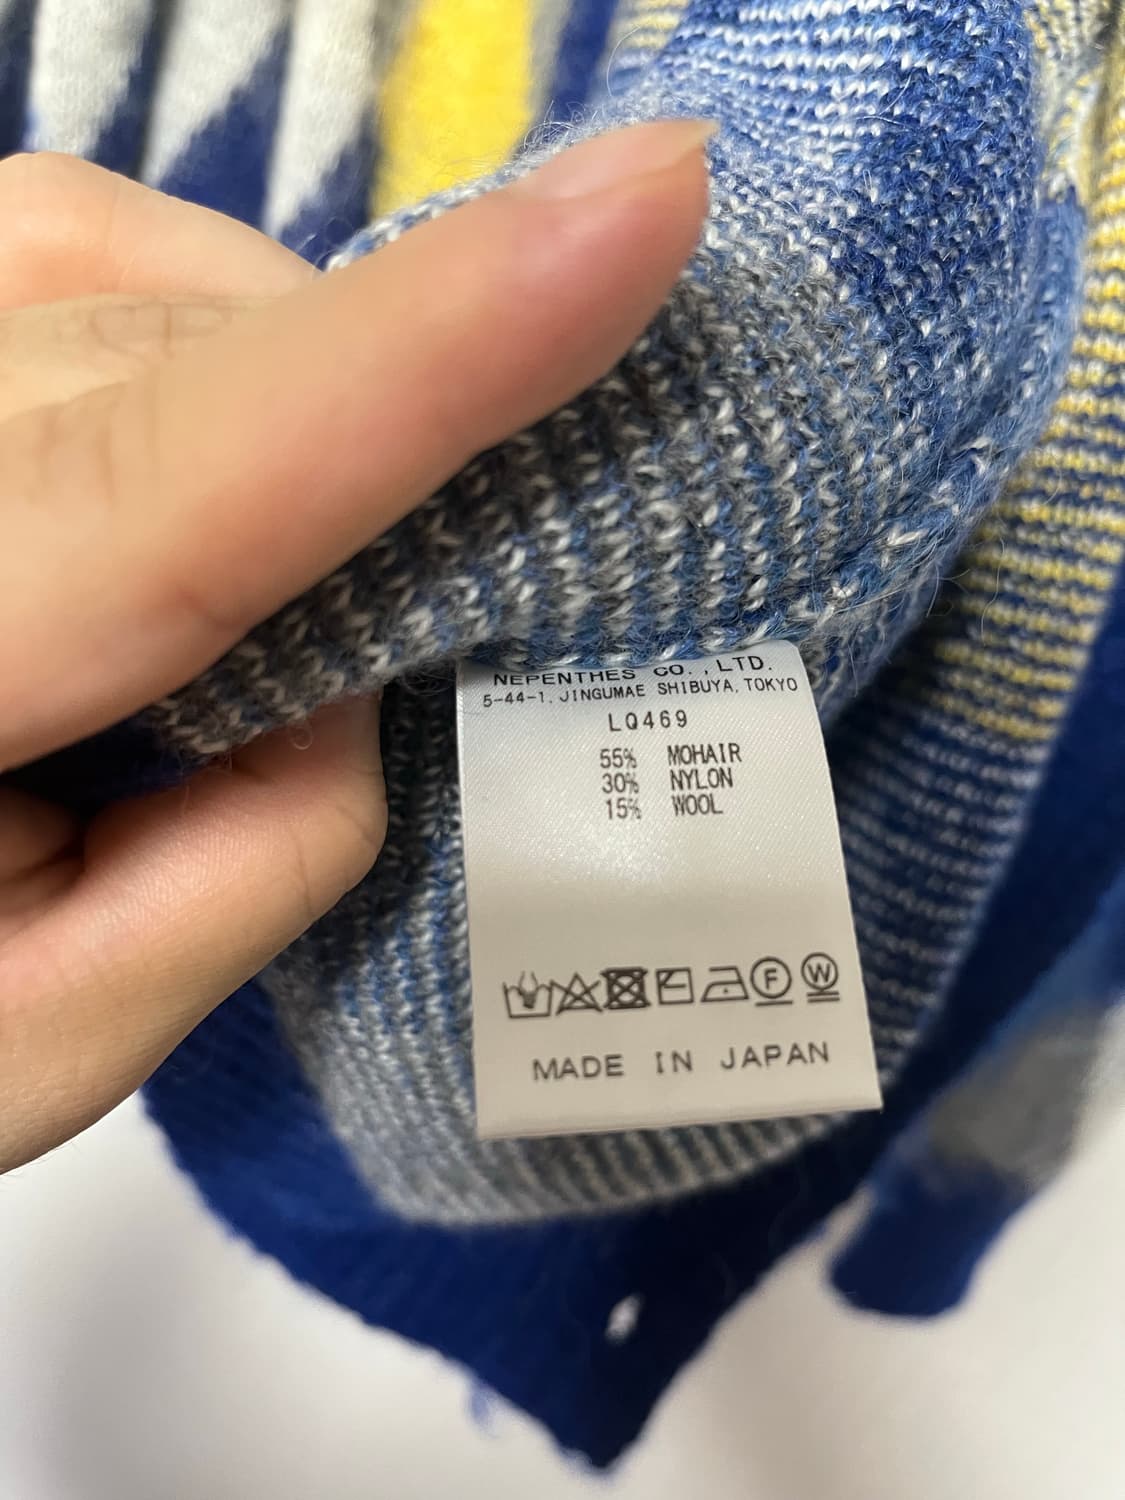 NEPENTHES CO.,LTD.
5-44-1, JINGUMAE SHIBUYA, TOKYO
LQ469
55% MOHAIR
30% NYLON
15% WOOL
F W
MADE IN JAPAN